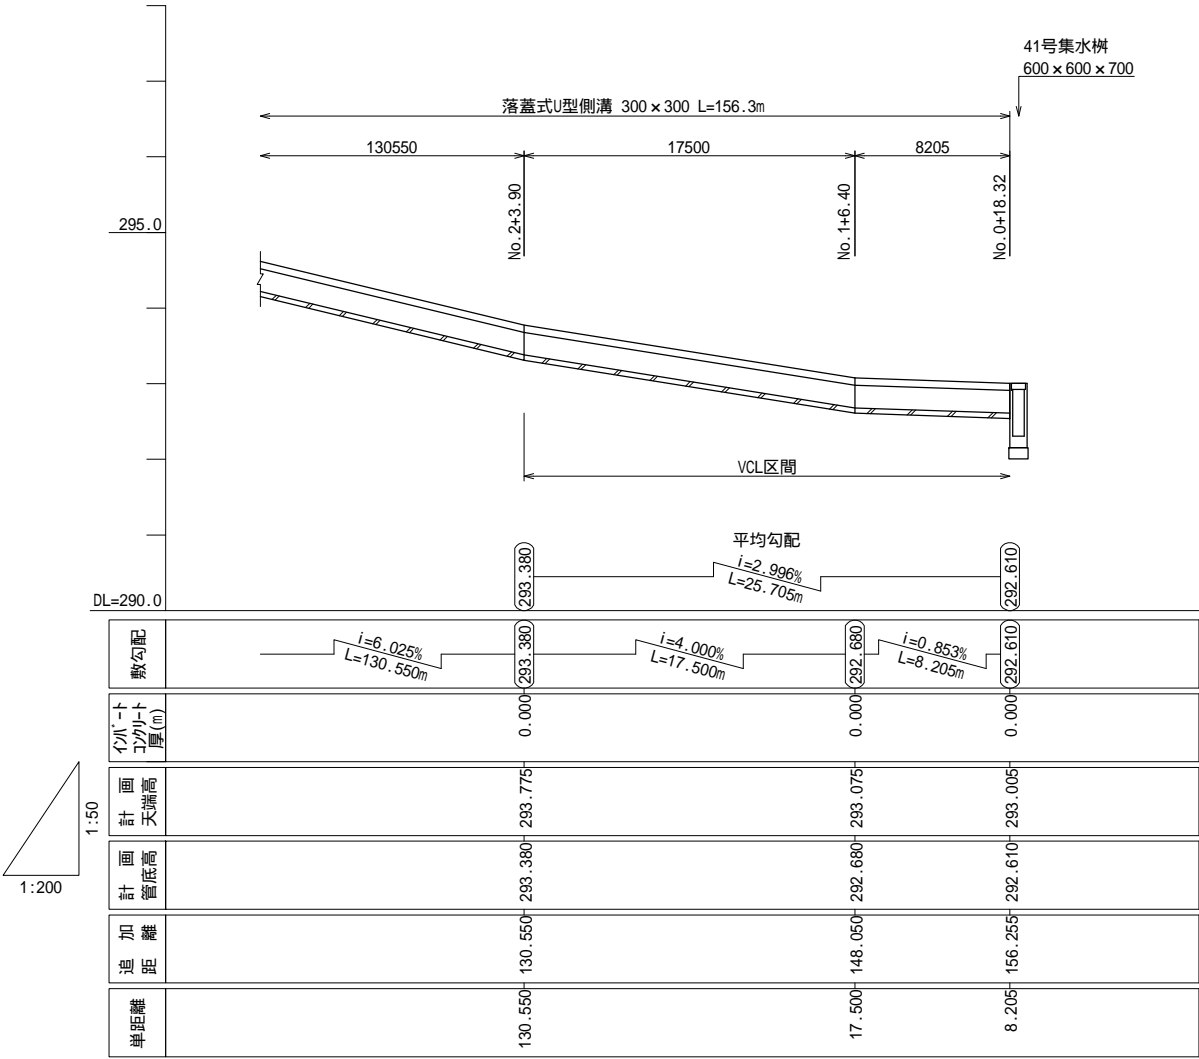 41号集水桝
600×600×700
落蓋式U型側溝 300×300 L=156.3m
130550
17500
8205
No.2+3.90
No.1+6.40
No.0+18.32
295.0
VCL区間
平均勾配
293.380
i=2.996%
L=25.705m
292.610
DL=290.0
敷勾配
i=6.025%
L=130.550m
293.380
i=4.000%
L=17.500m
292.680
i=0.853%
L=8.205m
292.610
インバート
コンクリート
厚(m)
0.000
0.000
0.000
計画
天端高
293.775
293.075
293.005
1:50
1:200
計画
管底高
293.380
292.680
292.610
追加
距離
130.550
148.050
156.255
単距離
130.550
17.500
8.205